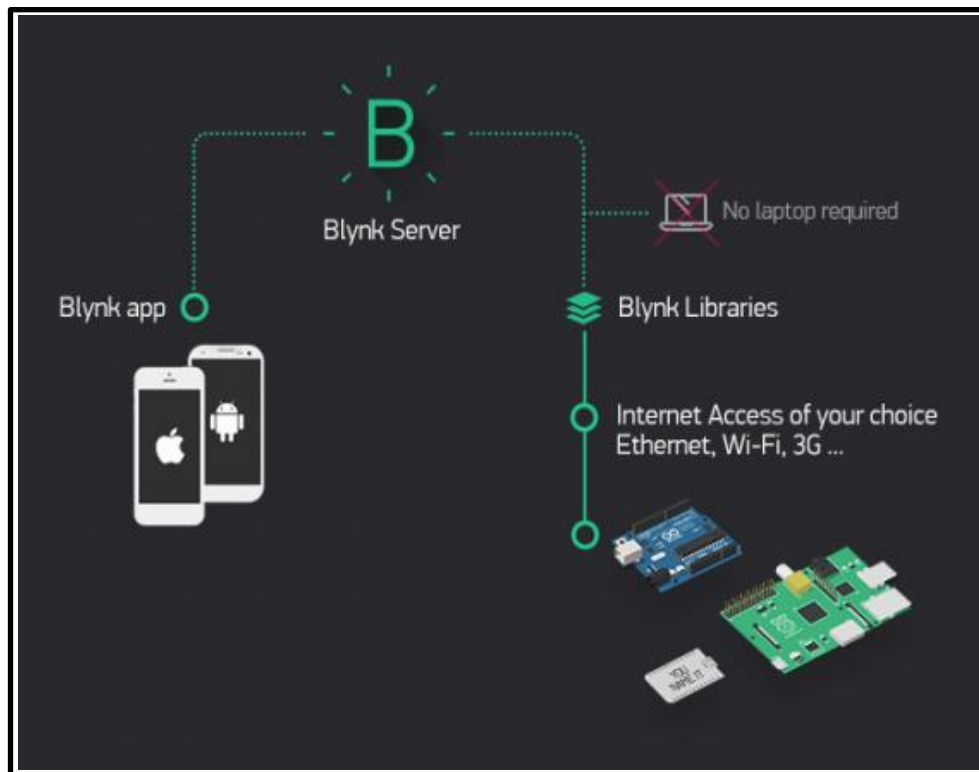 B
Blynk Server
No laptop required
Blynk app
Blynk Libraries
Internet Access of your choice
Ethernet, Wi-Fi, 3G ...
YOU
NAME IT